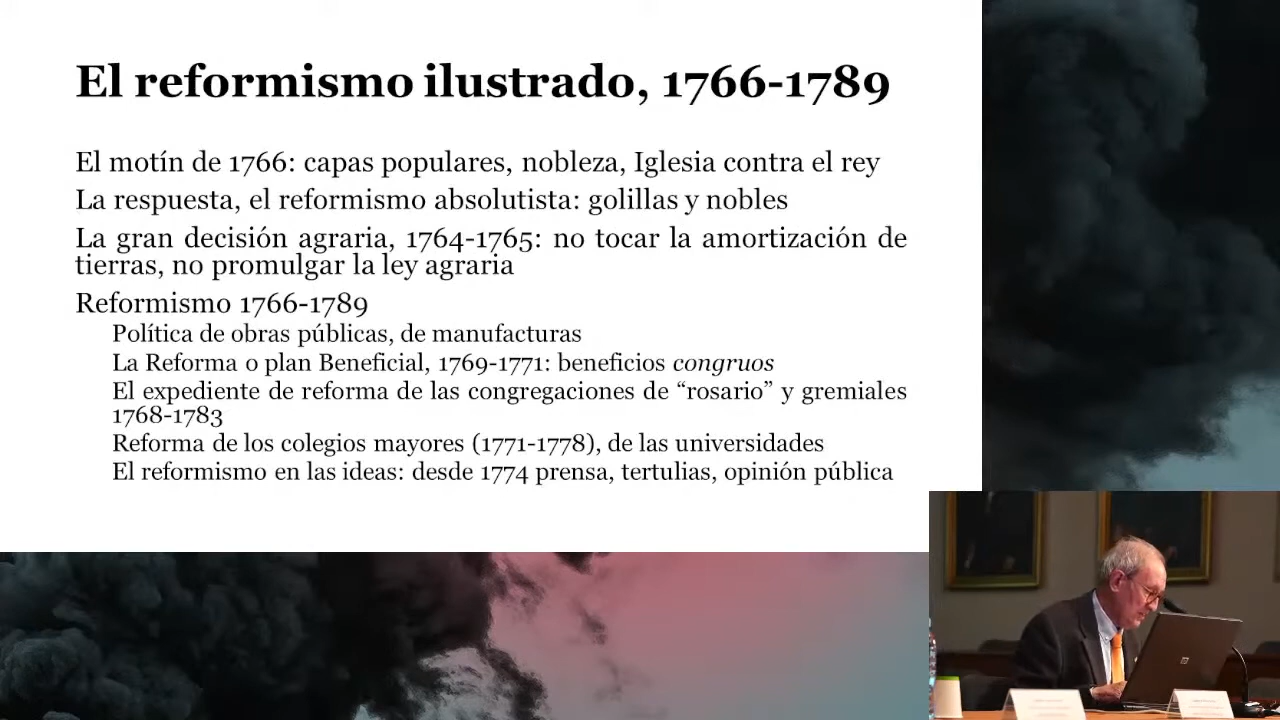 El reformismo ilustrado, 1766-1789
El motín de 1766: capas populares, nobleza, Iglesia contra el rey
La respuesta, el reformismo absolutista: golillas y nobles
La gran decisión agraria, 1764-1765: no tocar la amortización de
tierras, no promulgar la ley agraria
Reformismo 1766-1789
Política de obras públicas, de manufacturas
La Reforma o plan Beneficial, 1769-1771: beneficios congruos
El expediente de reforma de las congregaciones de “rosario” y gremiales
1768-1783
Reforma de los colegios mayores (1771-1778), de las universidades
El reformismo en las ideas: desde 1774 prensa, tertulias, opinión pública